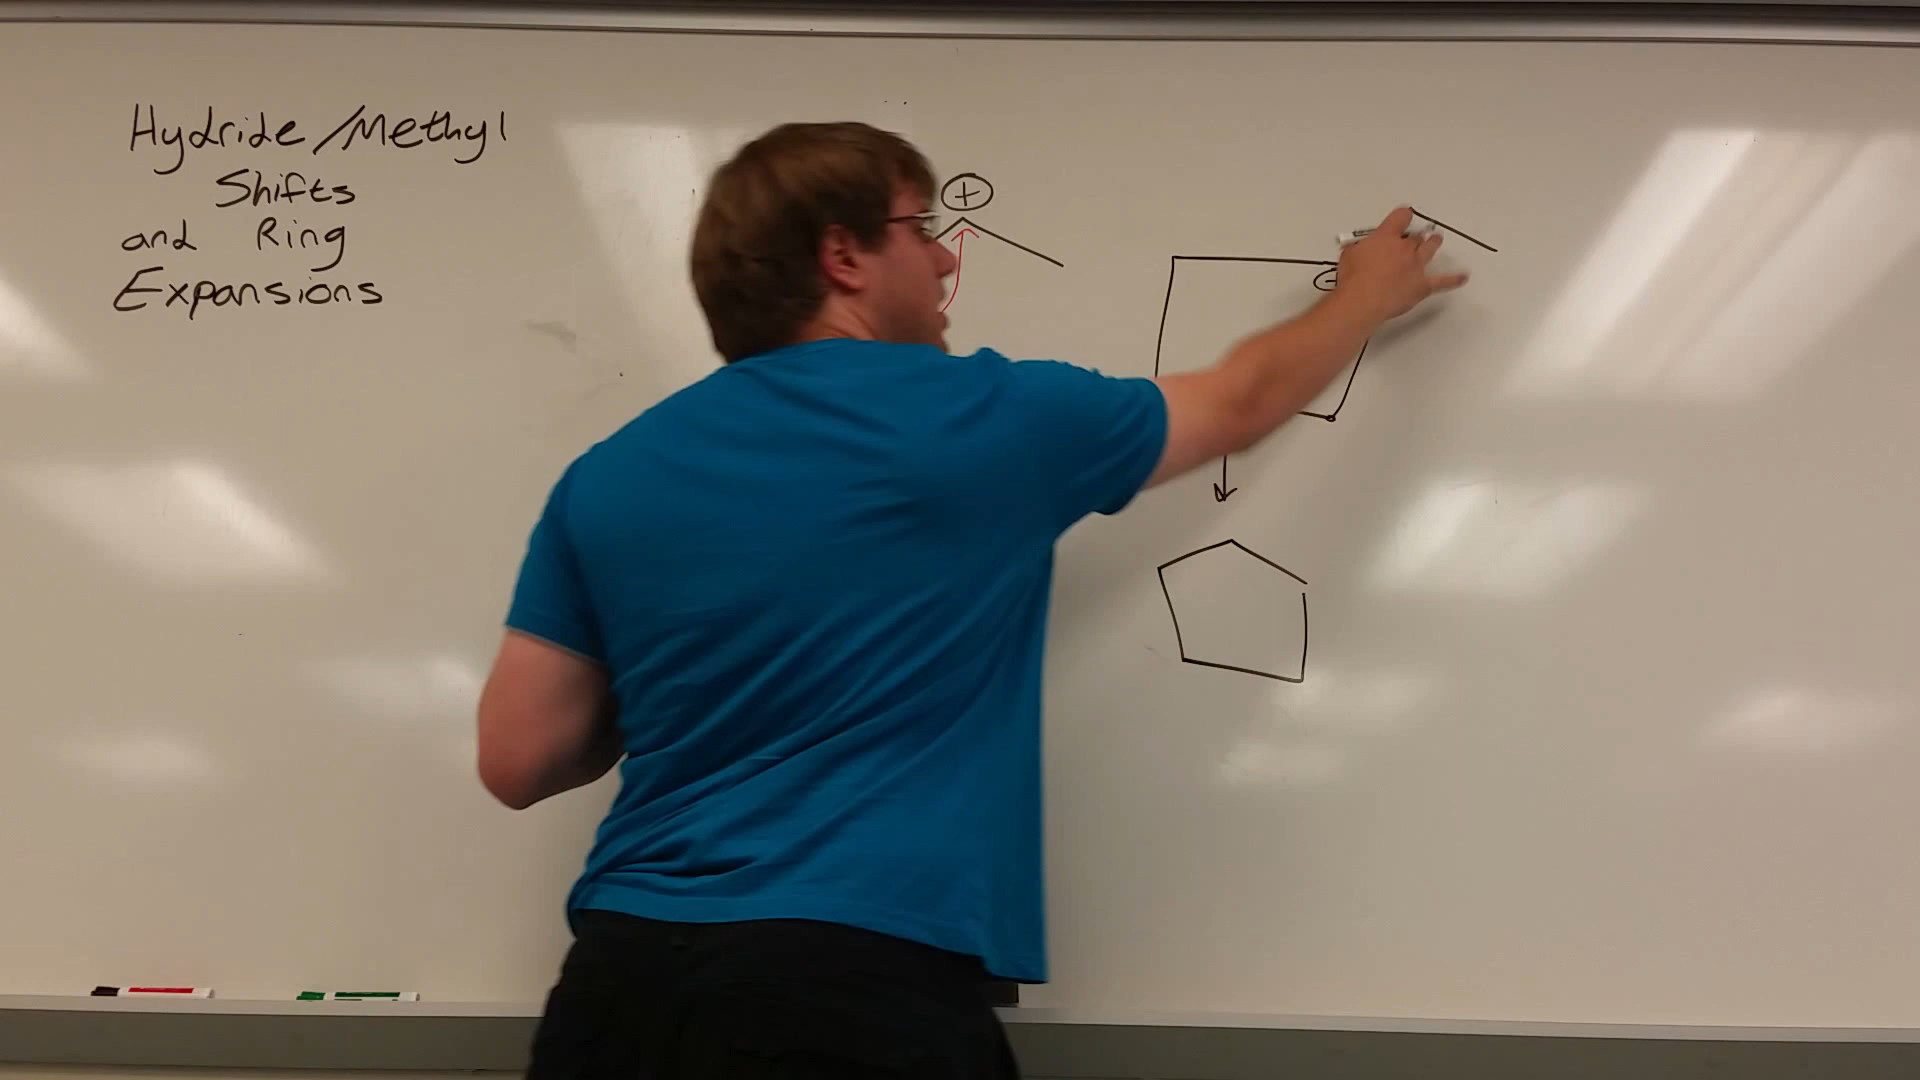 Hydride/Methyl
Shifts
and Ring
Expansions
+